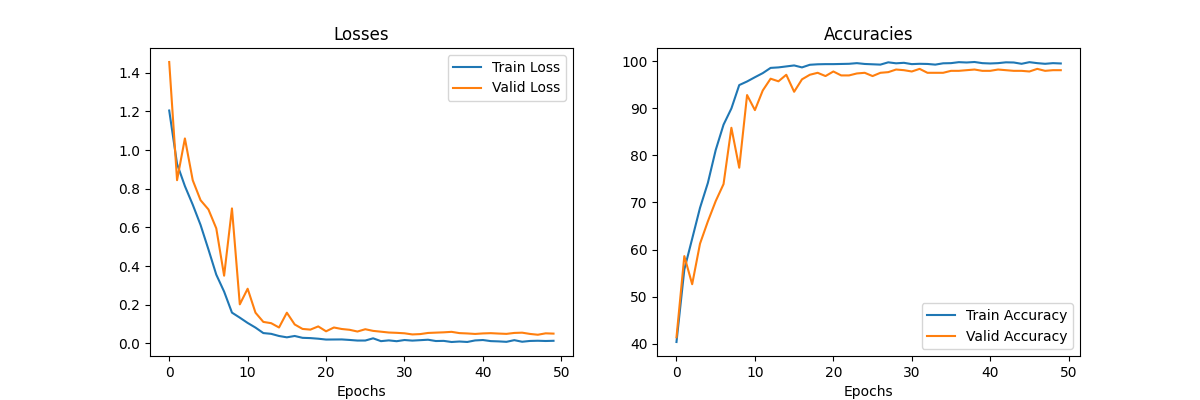 Losses
1.4
1.2
1.0
0.8
0.6
0.4
0.2
0.0
0 10 20 30 40 50
Epochs
Train Loss
Valid Loss
Accuracies
100
90
80
70
60
50
40
0 10 20 30 40 50
Epochs
Train Accuracy
Valid Accuracy